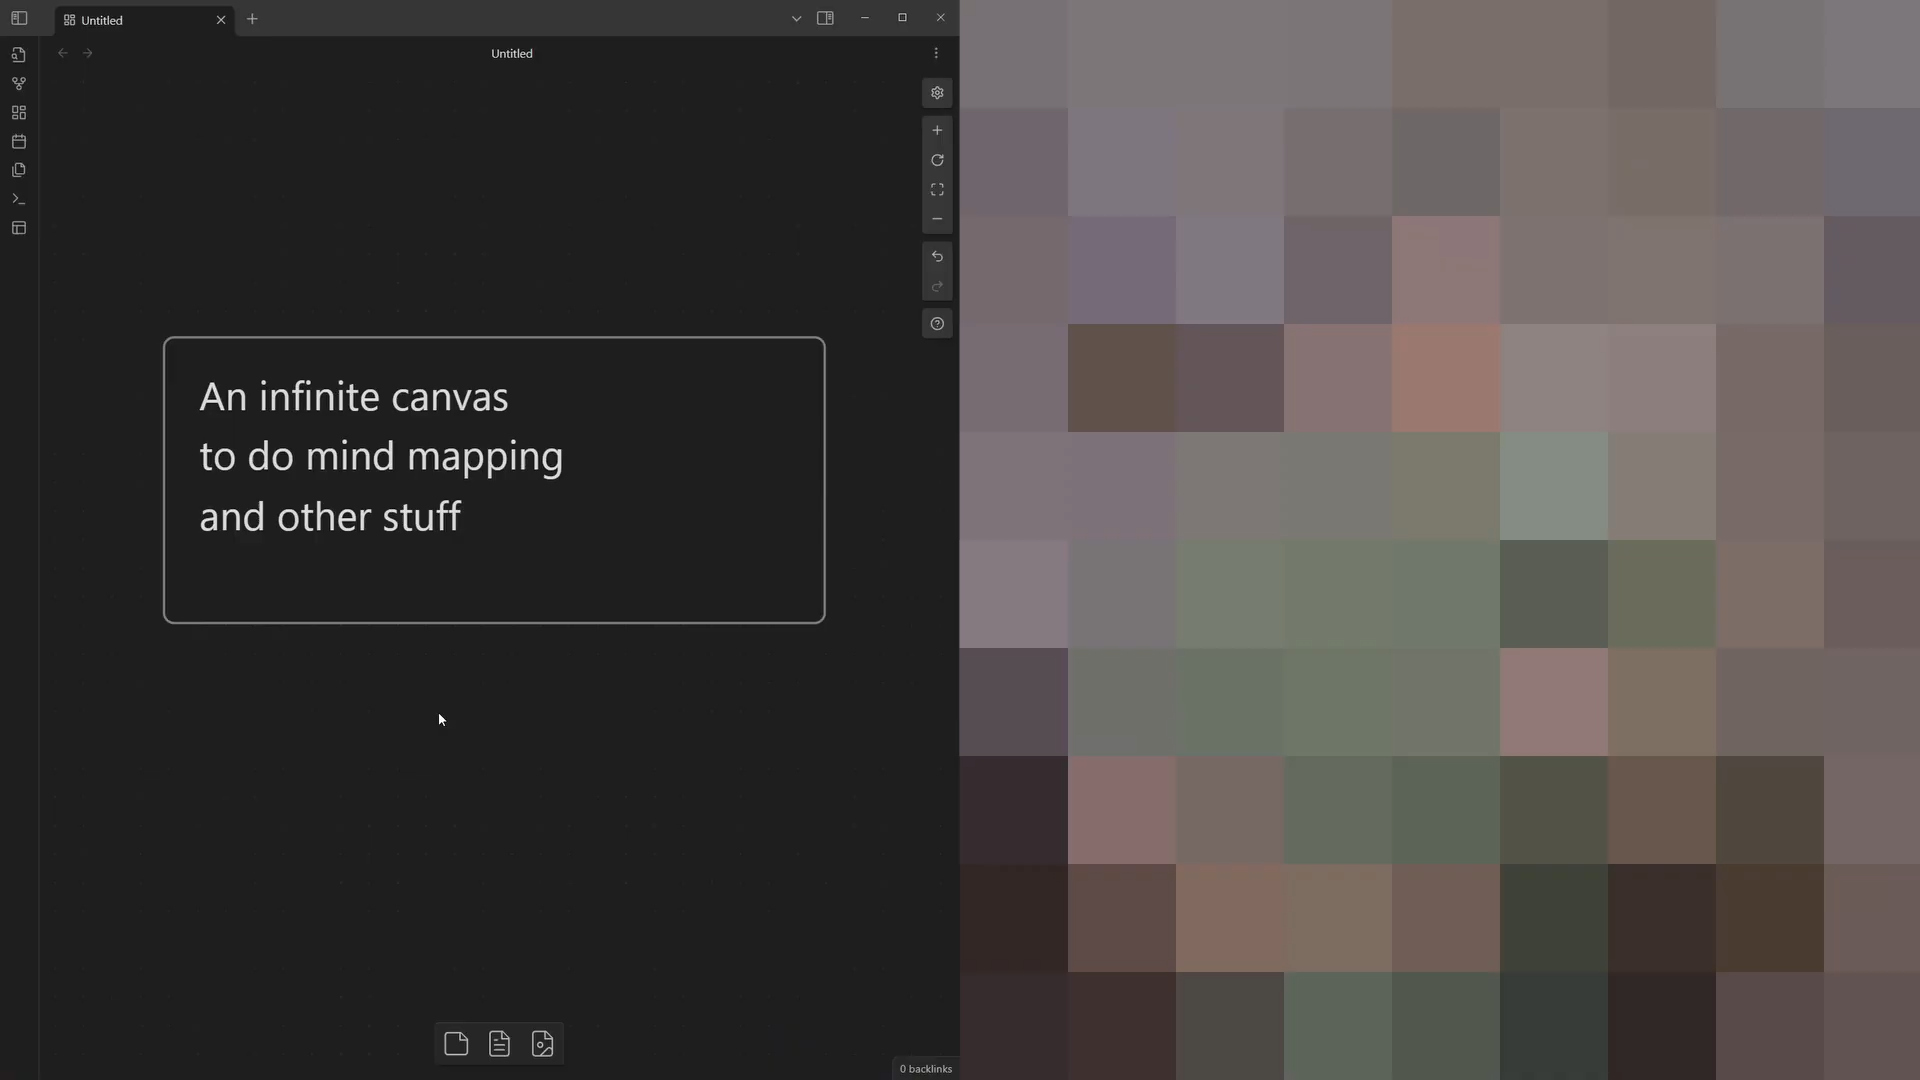 Untitled
Untitled
An infinite canvas
to do mind mapping
and other stuff
0 backlinks